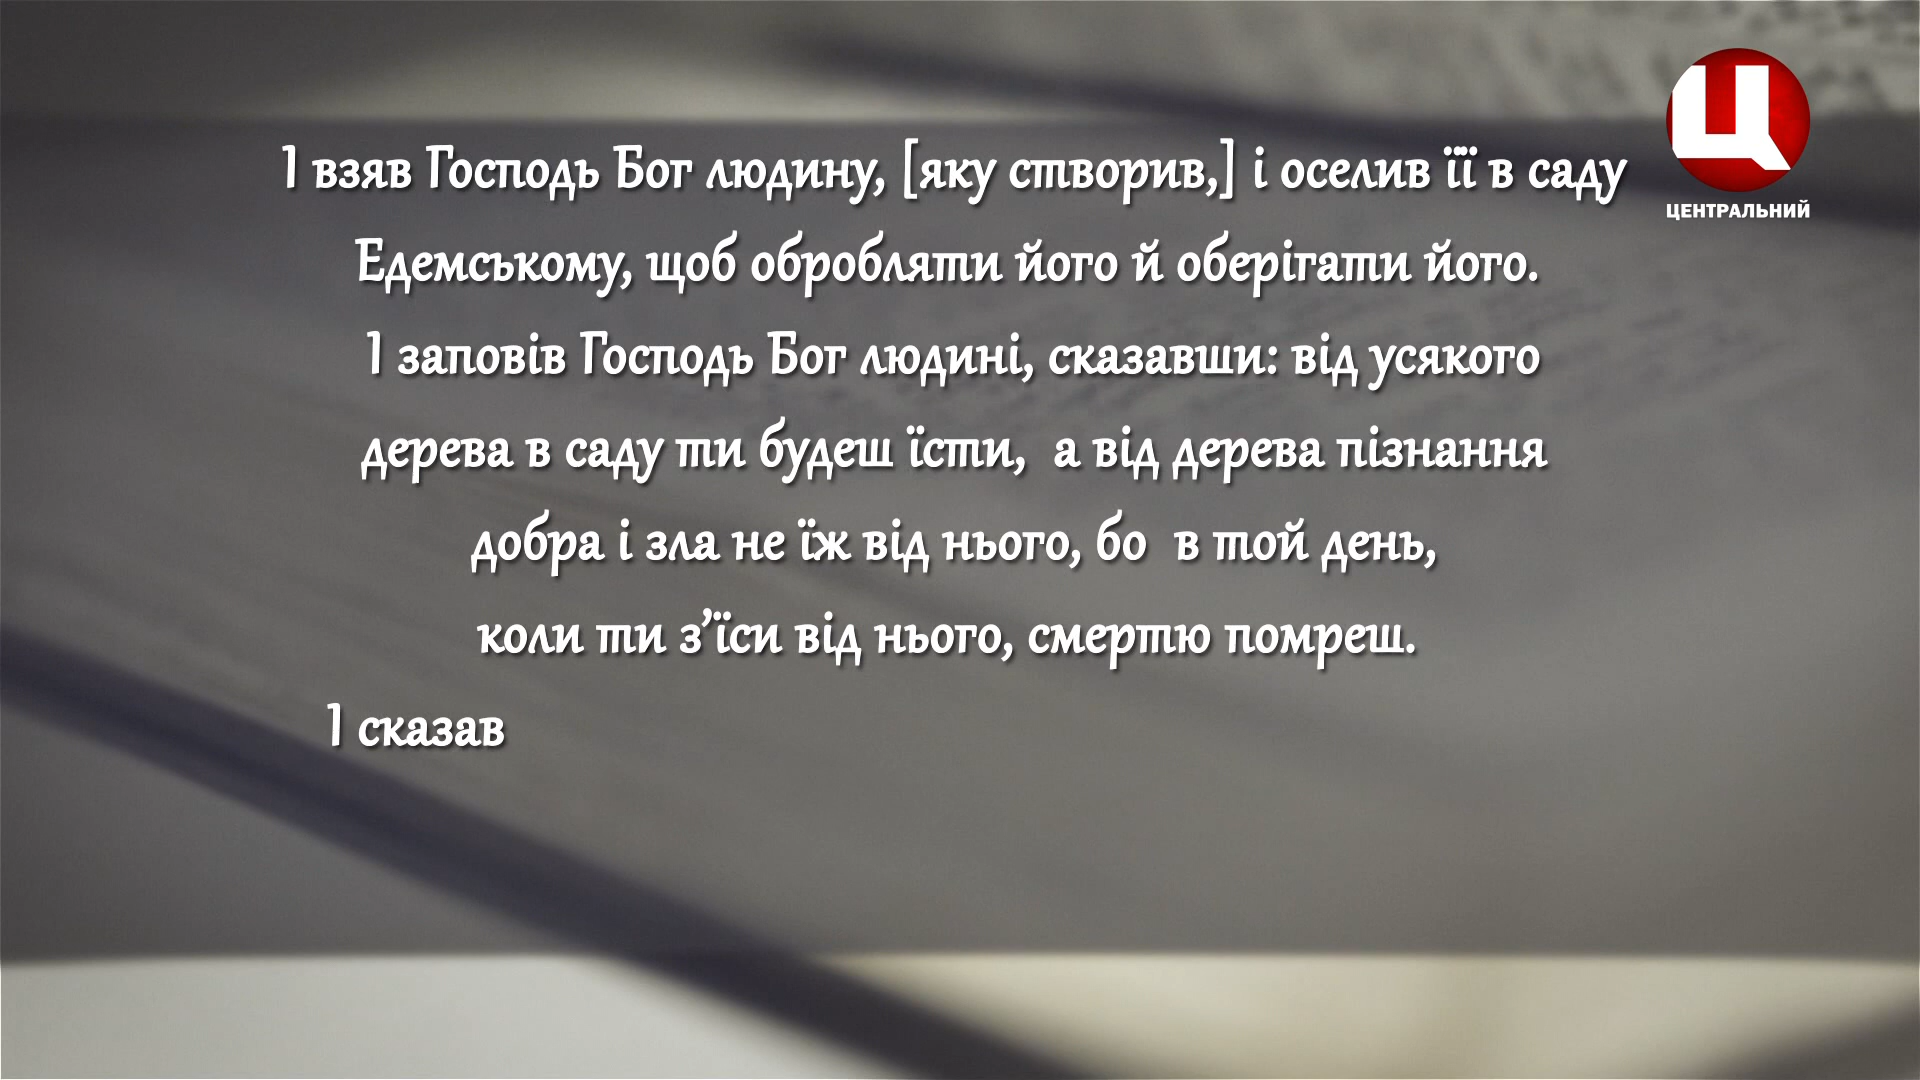 І взяв Господь Бог людину, [яку створив,] і оселив її в саду
Едемському, щоб обробляти його й оберігати його.
І заповів Господь Бог людині, сказавши: від усякого
дерева в саду ти будеш їсти, а від дерева пізнання
добра і зла не їж від нього, бо в той день,
коли ти з’їси від нього, смертю помреш.
І сказав
Ц
ЦЕНТРАЛЬНИЙ